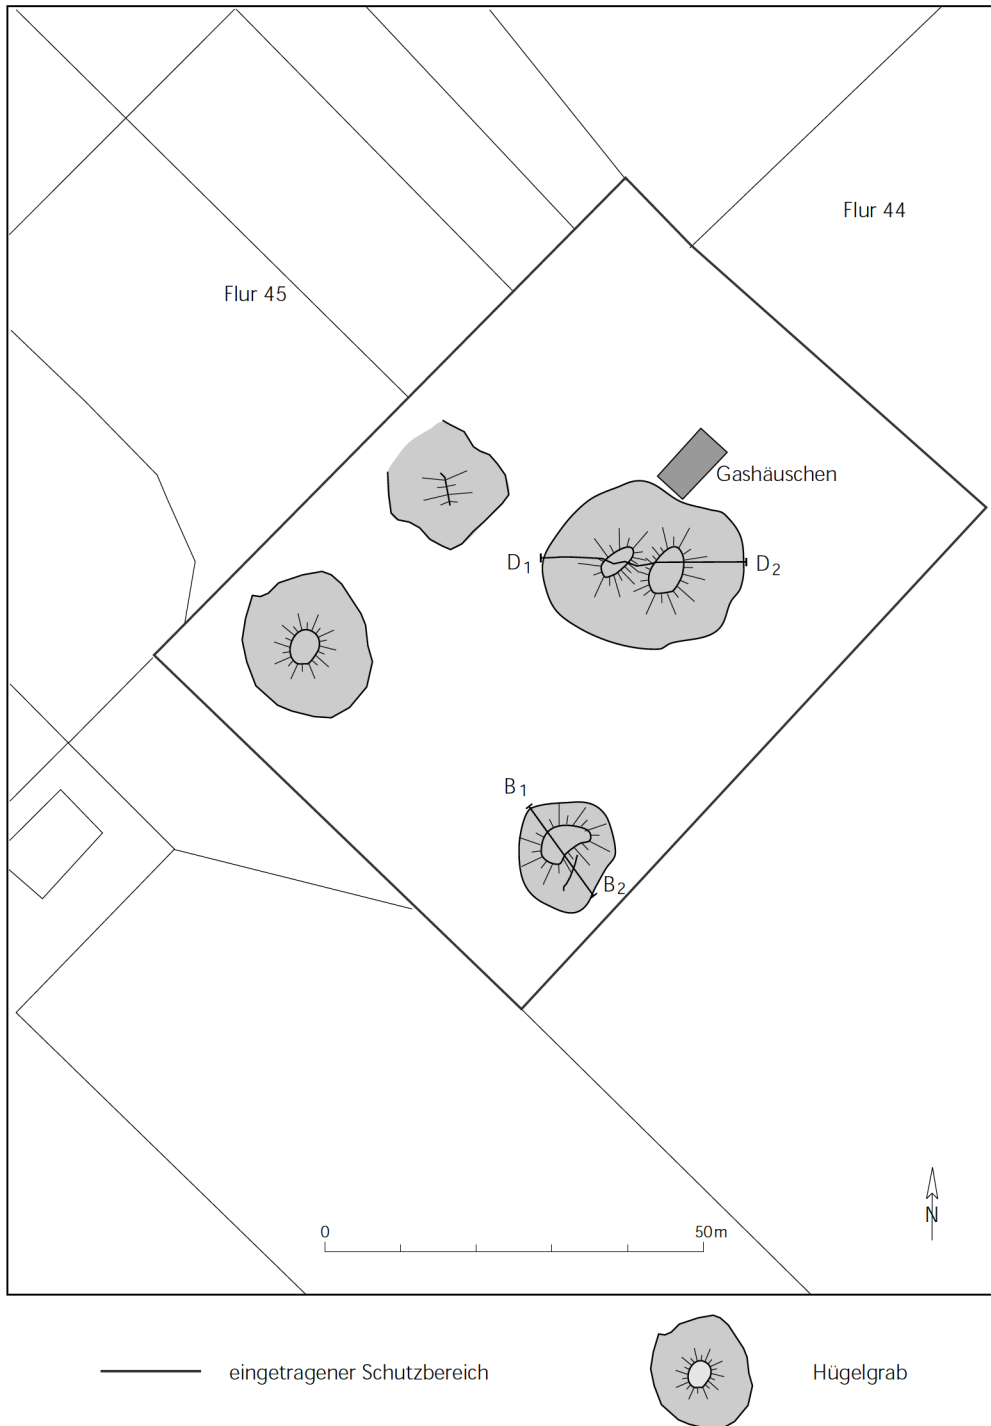 Flur 44
Flur 45
Gashäuschen
D1
D2
B1
B2
0
50m
N
eingetragener Schutzbereich
Hügelgrab